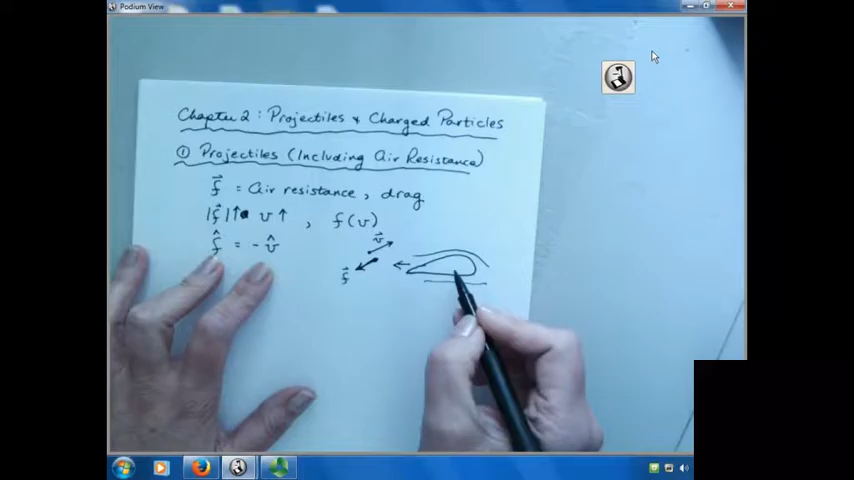 Podium View
Chapter 2: Projectiles & Charged Particles
① Projectiles (Including Air Resistance)
f⃗ = Air resistance, drag
|f⃗|↑ v↑ , f(v)
f̂ = -v̂
v⃗
f⃗